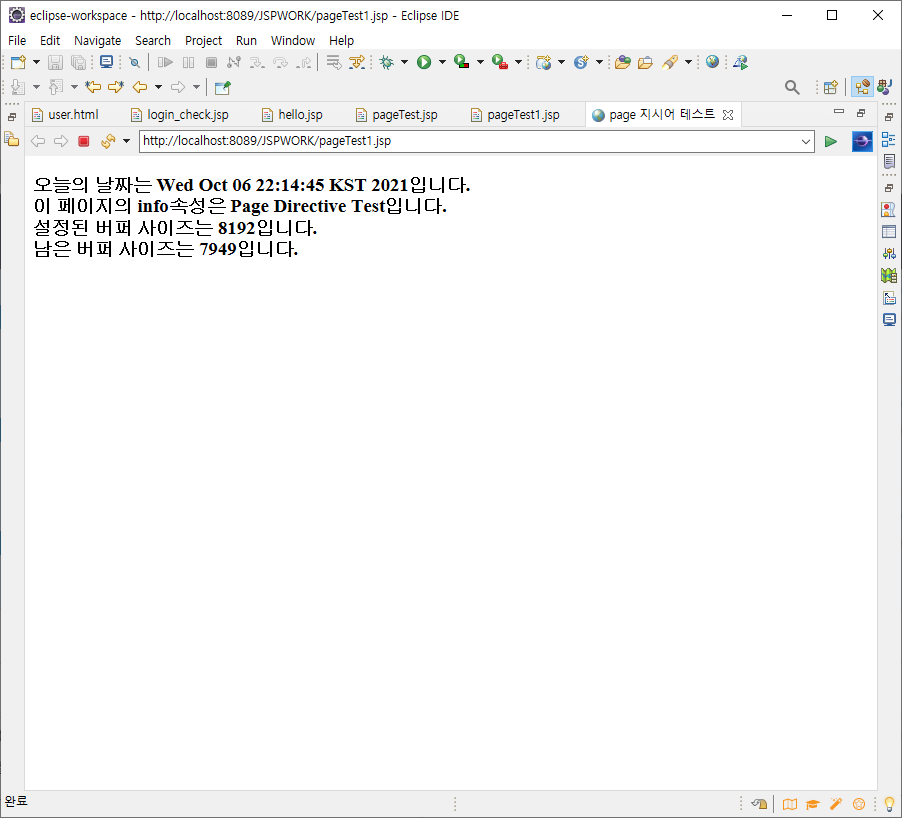 eclipse-workspace - http://localhost:8089/JSPWORK/pageTest1.jsp - Eclipse IDE
File Edit Navigate Search Project Run Window Help
user.html login_check.jsp hello.jsp pageTest.jsp pageTest1.jsp page 지시어 테스트
http://localhost:8089/JSPWORK/pageTest1.jsp
오늘의 날짜는 Wed Oct 06 22:14:45 KST 2021입니다.
이 페이지의 info속성은 Page Directive Test입니다.
설정된 버퍼 사이즈는 8192입니다.
남은 버퍼 사이즈는 7949입니다.
완료